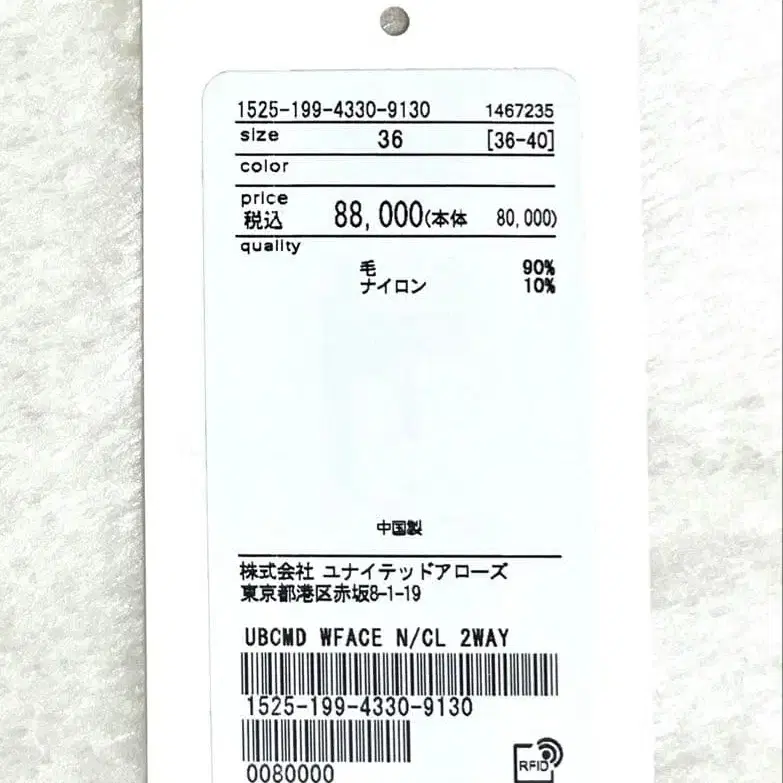 1525-199-4330-9130 1467235
size 36 [36-40]
color
price
税込 88,000(本体 80,000)
quality
毛 90%
ナイロン 10%
中国製
株式会社 ユナイテッドアローズ
東京都港区赤坂8-1-19
UBCMD WFACE N/CL 2WAY
1525-199-4330-9130
0080000
RFID